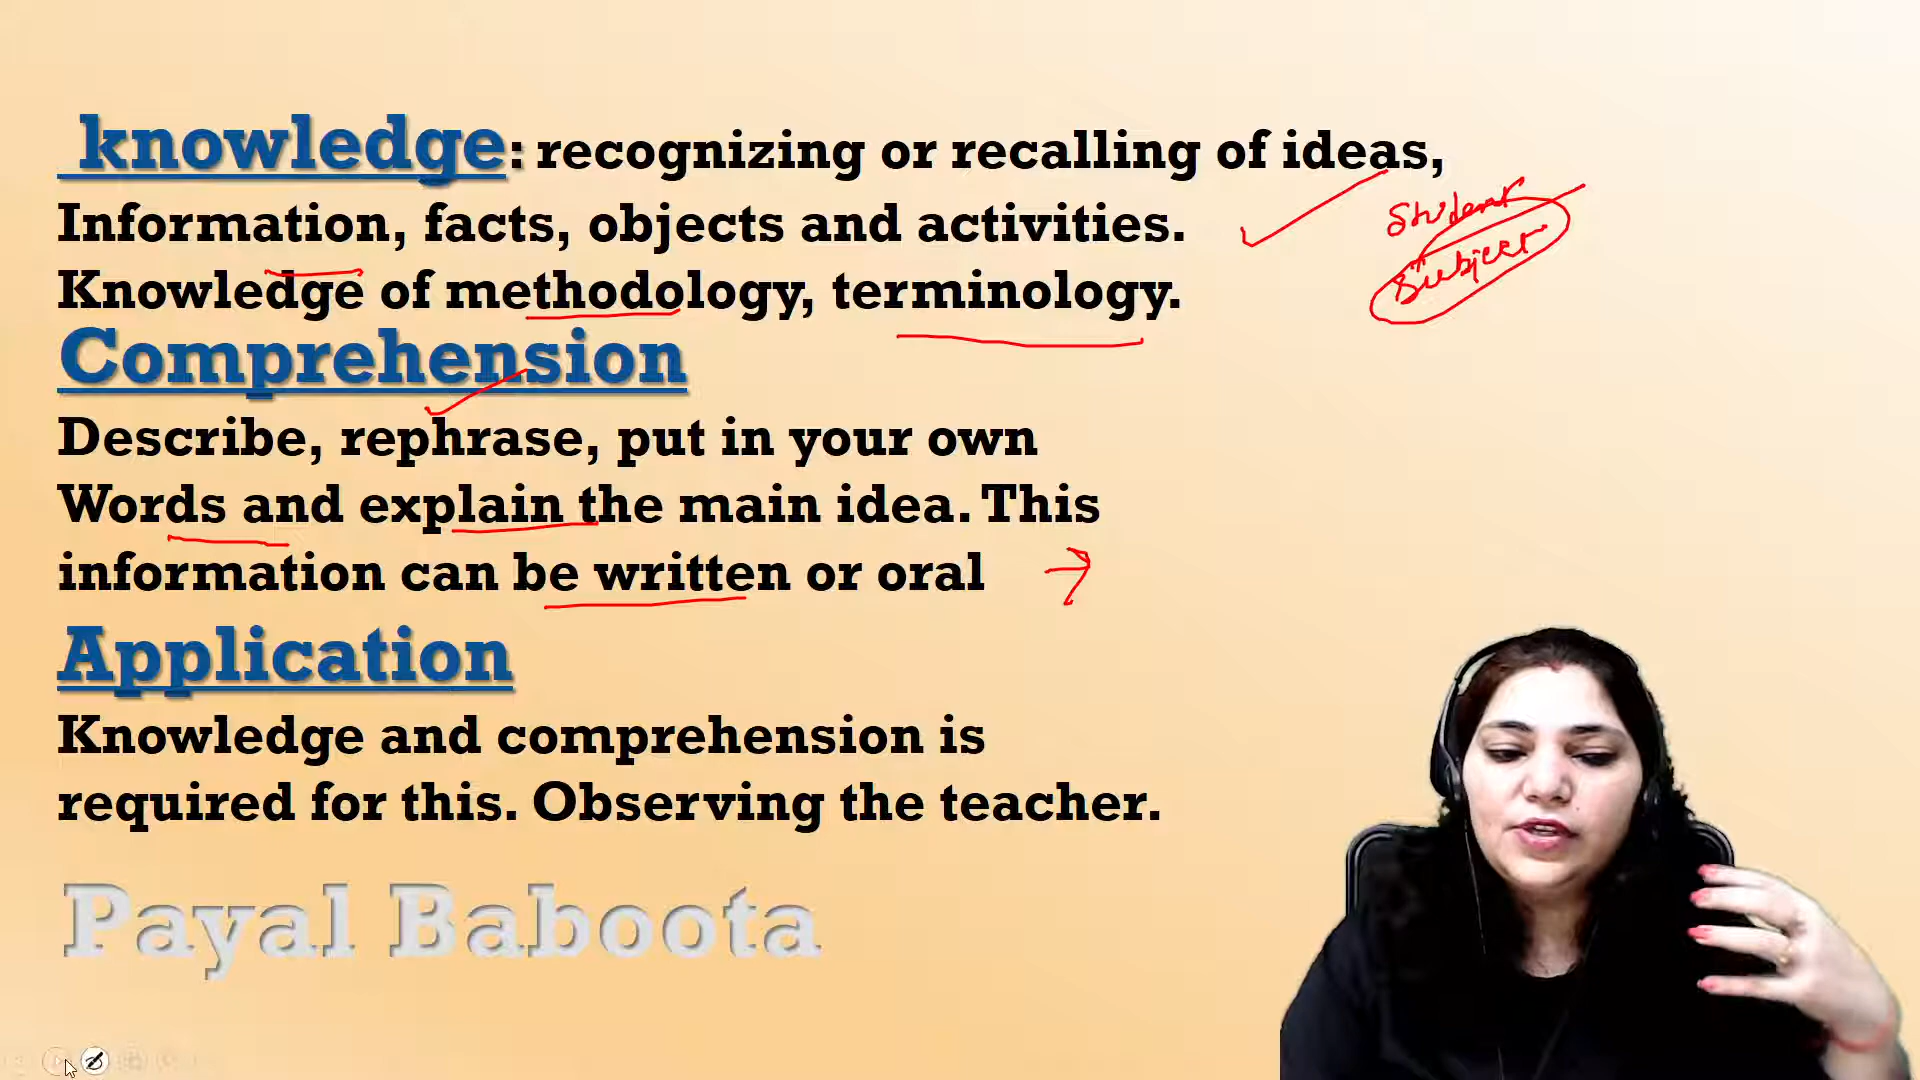 knowledge: recognizing or recalling of ideas,
Information, facts, objects and activities.
Student
Subject
Knowledge of methodology, terminology.
Comprehension
Describe, rephrase, put in your own
Words and explain the main idea. This
information can be written or oral
Application
Knowledge and comprehension is
required for this. Observing the teacher.
Payal Baboota